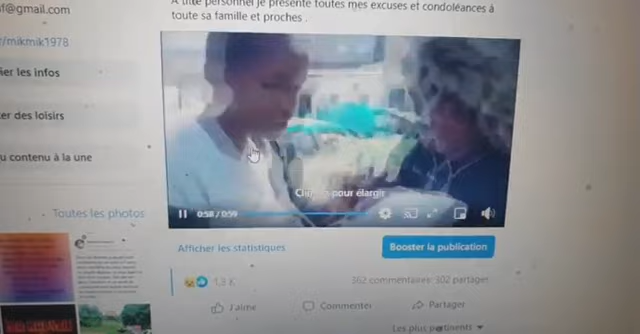 f@gmail.com
À titre personnel je présente toutes mes excuses et condoléances à
toute sa famille et proches .
/mikmik1978
ier les infos
er des loisirs
u contenu à la une
Toutes les photos
pour élargir
0:58 / 0:59
Afficher les statistiques
Booster la publication
1,3 K
362 commentaires 302 partages
J'aime
Commenter
Partager
Les plus pertinents